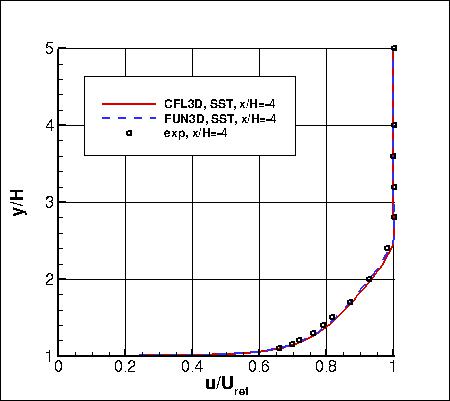 5
4
3
2
1
y/H
CFL3D, SST, x/H=-4
FUN3D, SST, x/H=-4
exp, x/H=-4
0 0.2 0.4 0.6 0.8 1
u/Uref